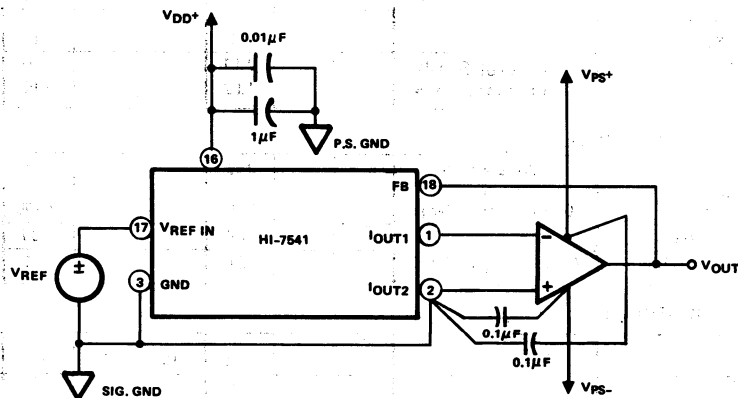 VDD+
0.01μF
1μF
P.S. GND
VPS+
16
FB
18
17
VREF IN
HI-7541
IOUT1
1
VREF
±
3
GND
IOUT2
2
−
+
VOUT
0.1μF
0.1μF
SIG. GND
VPS-